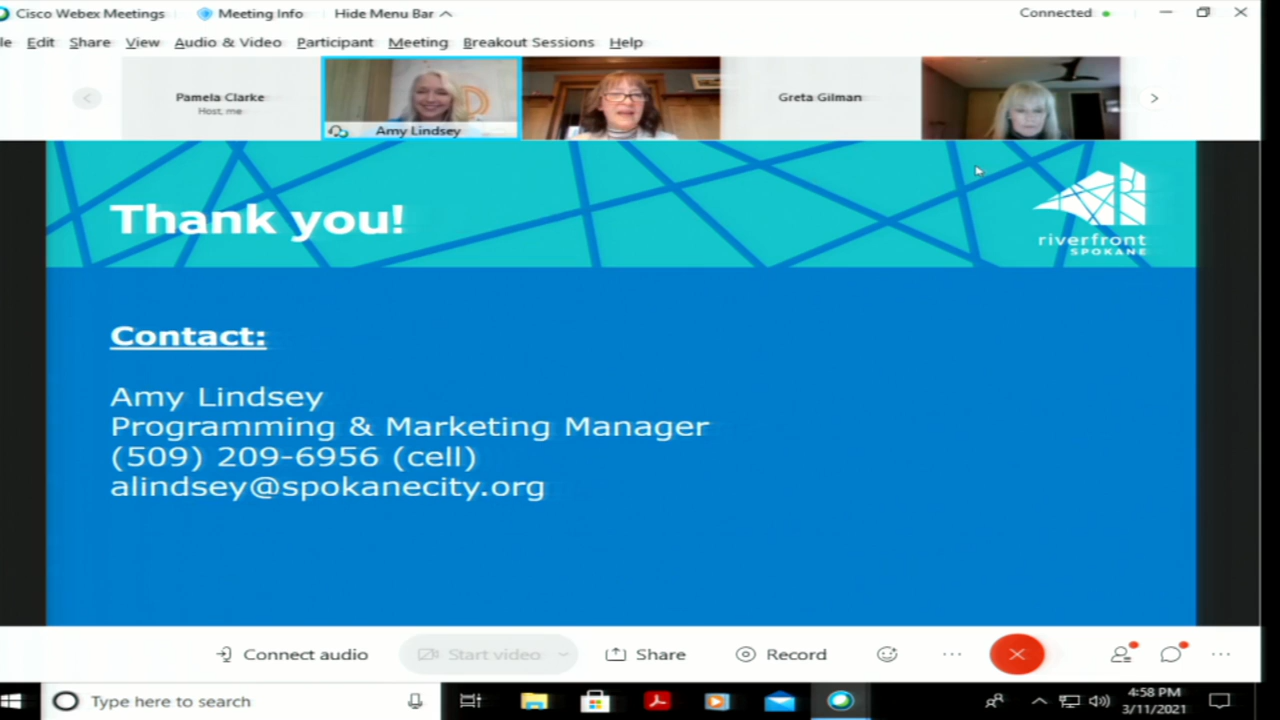 Cisco Webex Meetings
Meeting Info
Hide Menu Bar
Connected
le Edit Share View Audio & Video Participant Meeting Breakout Sessions Help
Pamela Clarke
Host, me
Amy Lindsey
Greta Gilman
Thank you!
riverfront
SPOKANE
Contact:
Amy Lindsey
Programming & Marketing Manager
(509) 209-6956 (cell)
alindsey@spokanecity.org
Connect audio
Start video
Share
Record
Type here to search
4:58 PM
3/11/2021